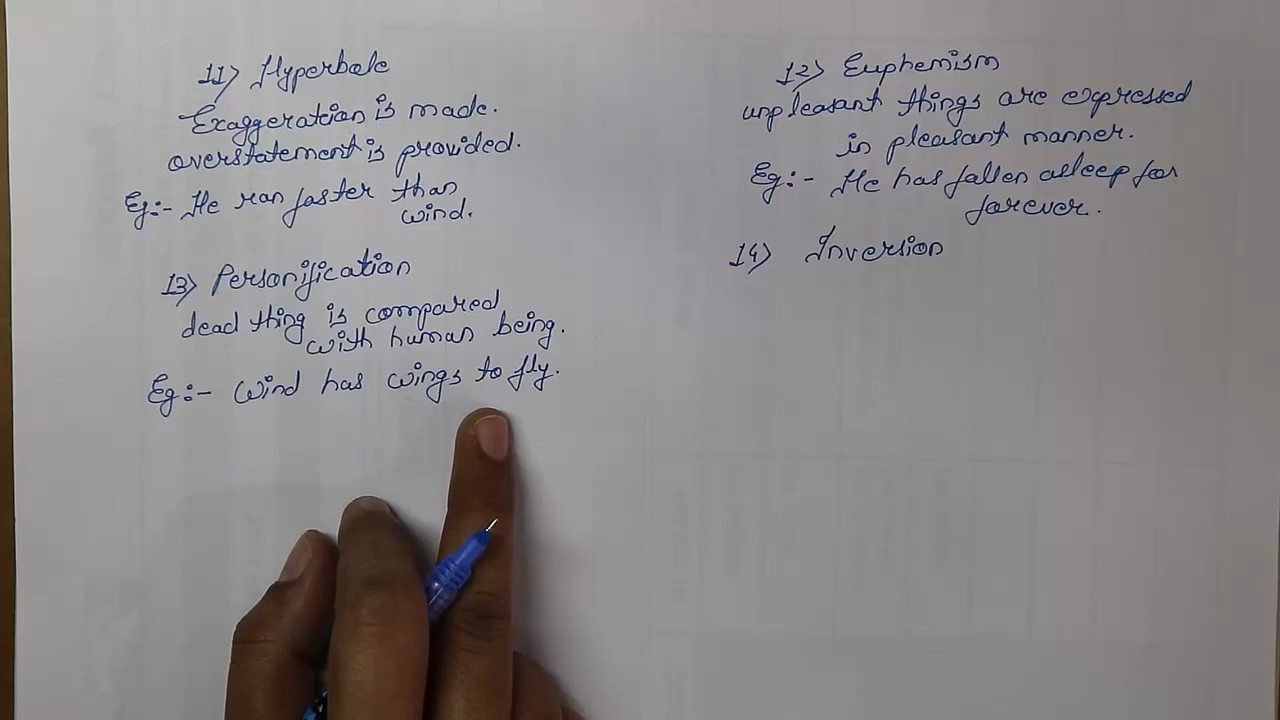 11) Hyperbole
Exaggeration is made.
overstatement is provided.
Eg:- He ran faster than
wind.
12) Euphemism
unpleasant things are expressed
in pleasant manner.
Eg:- He has fallen asleep for
forever.
13) Personification
dead thing is compared
with human being.
Eg:- Wind has wings to fly.
14) Inversion